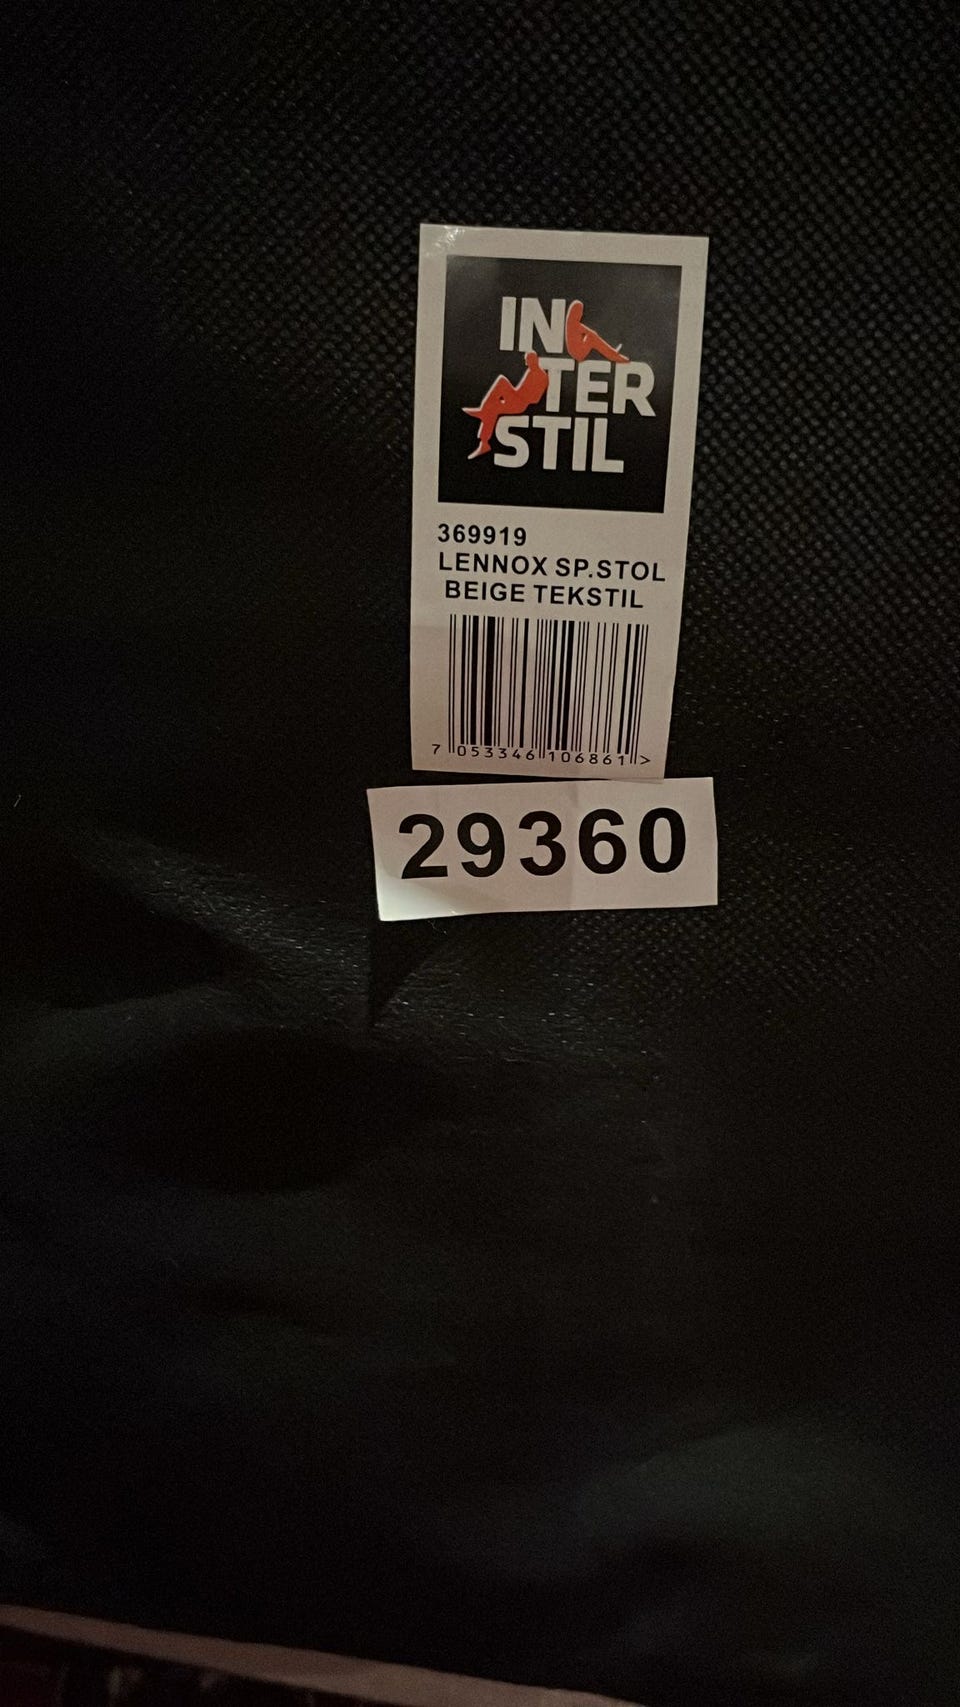 IN
TER
STIL
369919
LENNOX SP.STOL
BEIGE TEKSTIL
7 053346 106861 >
29360